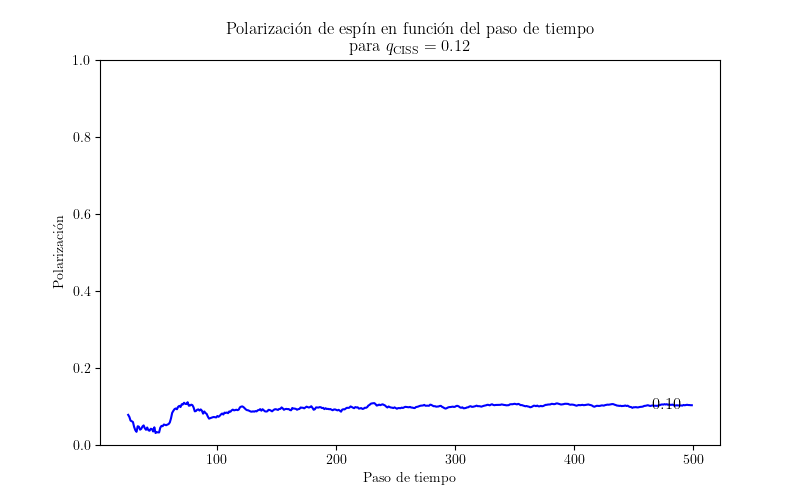 Polarización de espín en función del paso de tiempo
para q_CISS = 0.12
1.0
0.8
0.6
0.4
0.2
0.0
Polarización
0.10
100 200 300 400 500
Paso de tiempo